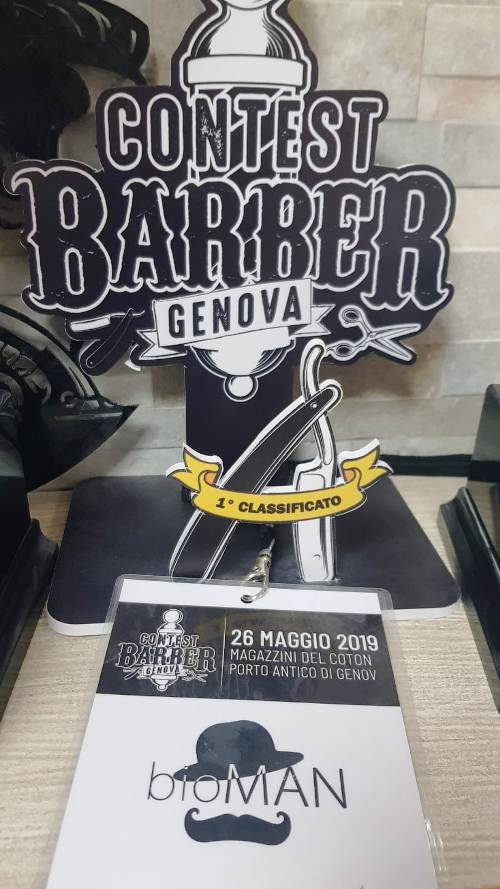 CONTEST
BARBER
GENOVA
1° CLASSIFICATO
CONTEST
BARBER
GENOVA
26 MAGGIO 2019
MAGAZZINI DEL COTON
PORTO ANTICO DI GENOV
bioMAN